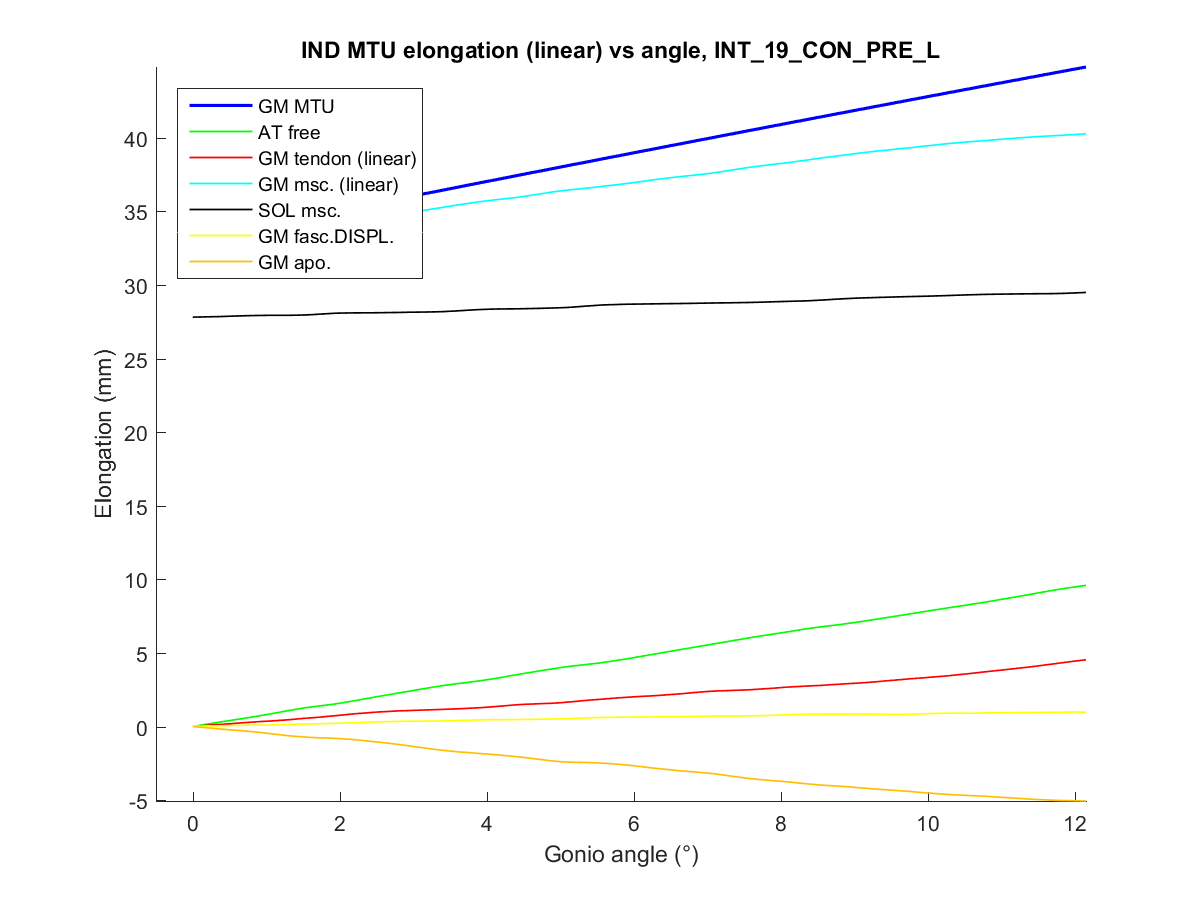 IND MTU elongation (linear) vs angle, INT_19_CON_PRE_L
GM MTU
AT free
GM tendon (linear)
GM msc. (linear)
SOL msc.
GM fasc.DISPL.
GM apo.
Elongation (mm)
40
35
30
25
20
15
10
5
0
-5
0 2 4 6 8 10 12
Gonio angle (°)